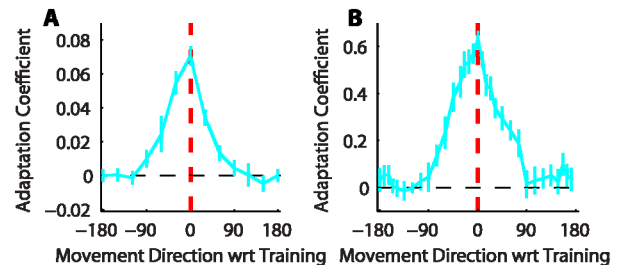 A
B
Adaptation Coefficient
0.08
0.06
0.04
0.02
0
−0.02
−180 −90 0 90 180
Movement Direction wrt Training
Adaptation Coefficient
0.6
0.4
0.2
0
−180 −90 0 90 180
Movement Direction wrt Training